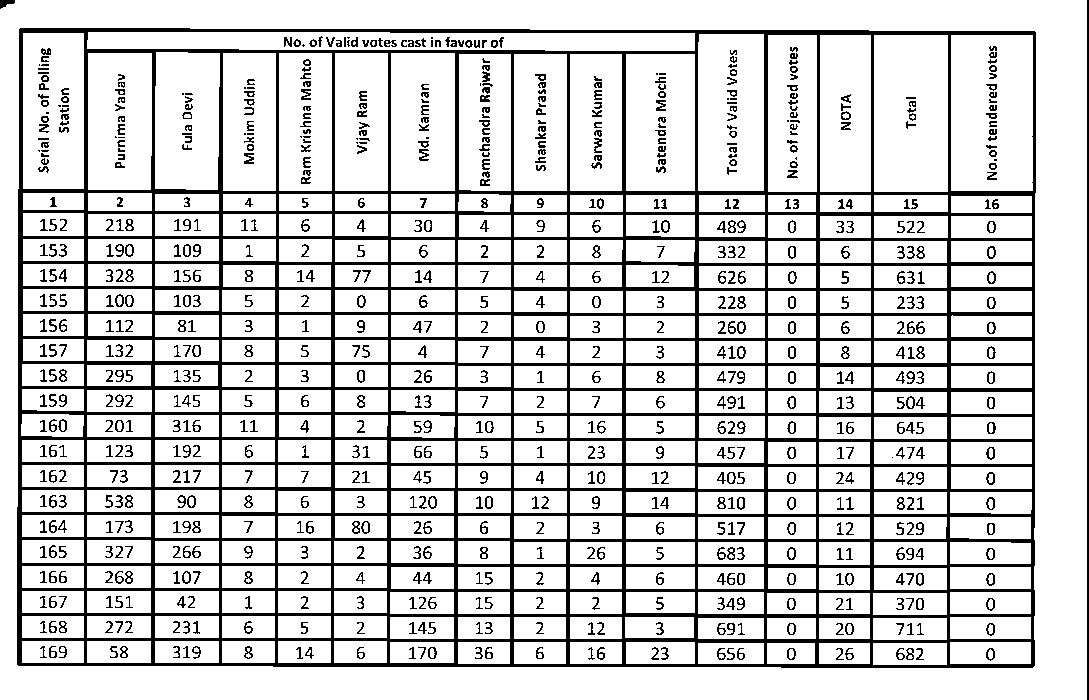 No. of Valid votes cast in favour of
Serial No. of Polling Station Purnima Yadav Fula Devi Mokim Uddin Ram Krishna Mahto Vijay Ram Md. Kamran Ramchandra Rajwar Shankar Prasad Sarwan Kumar Satendra Mochi Total of Valid Votes No. of rejected votes NOTA Total No.of tendered votes
1 2 3 4 5 6 7 8 9 10 11 12 13 14 15 16
152 218 191 11 6 4 30 4 9 6 10 489 0 33 522 0
153 190 109 1 2 5 6 2 2 8 7 332 0 6 338 0
154 328 156 8 14 77 14 7 4 6 12 626 0 5 631 0
155 100 103 5 2 0 6 5 4 0 3 228 0 5 233 0
156 112 81 3 1 9 47 2 0 3 2 260 0 6 266 0
157 132 170 8 5 75 4 7 4 2 3 410 0 8 418 0
158 295 135 2 3 0 26 3 1 6 8 479 0 14 493 0
159 292 145 5 6 8 13 7 2 7 6 491 0 13 504 0
160 201 316 11 4 2 59 10 5 16 5 629 0 16 645 0
161 123 192 6 1 31 66 5 1 23 9 457 0 17 474 0
162 73 217 7 7 21 45 9 4 10 12 405 0 24 429 0
163 538 90 8 6 3 120 10 12 9 14 810 0 11 821 0
164 173 198 7 16 80 26 6 2 3 6 517 0 12 529 0
165 327 266 9 3 2 36 8 1 26 5 683 0 11 694 0
166 268 107 8 2 4 44 15 2 4 6 460 0 10 470 0
167 151 42 1 2 3 126 15 2 2 5 349 0 21 370 0
168 272 231 6 5 2 145 13 2 12 3 691 0 20 711 0
169 58 319 8 14 6 170 36 6 16 23 656 0 26 682 0